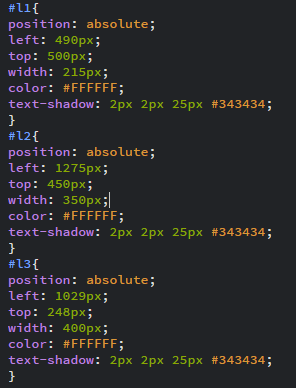 #l1{
position: absolute;
left: 490px;
top: 500px;
width: 215px;
color: #FFFFFF;
text-shadow: 2px 2px 25px #343434;
}
#l2{
position: absolute;
left: 1275px;
top: 450px;
width: 350px;
color: #FFFFFF;
text-shadow: 2px 2px 25px #343434;
}
#l3{
position: absolute;
left: 1029px;
top: 248px;
width: 400px;
color: #FFFFFF;
text-shadow: 2px 2px 25px #343434;
}